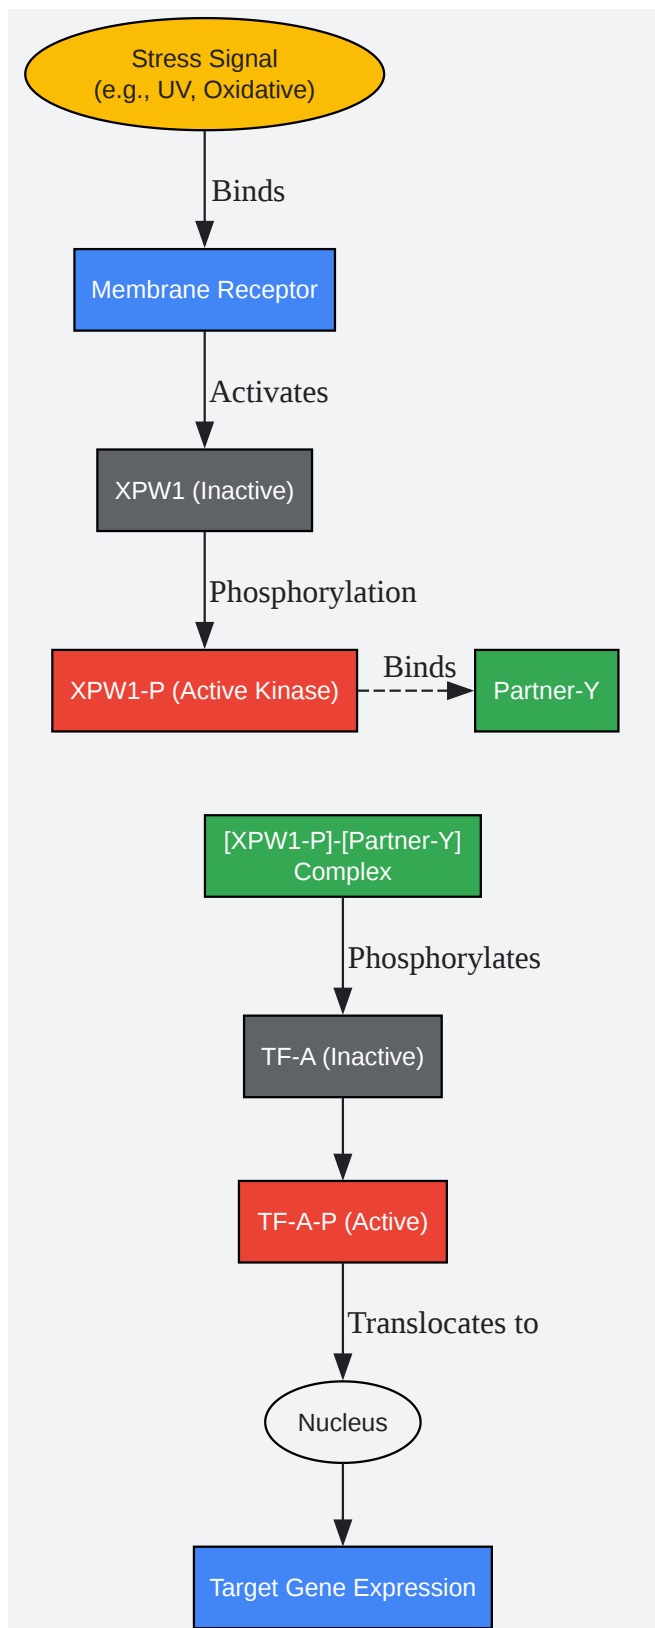 Stress Signal
(e.g., UV, Oxidative)
Binds
Membrane Receptor
Activates
XPW1 (Inactive)
Phosphorylation
XPW1-P (Active Kinase)
Binds
Partner-Y
[XPW1-P]-[Partner-Y]
Complex
Phosphorylates
TF-A (Inactive)
TF-A-P (Active)
Translocates to
Nucleus
Target Gene Expression